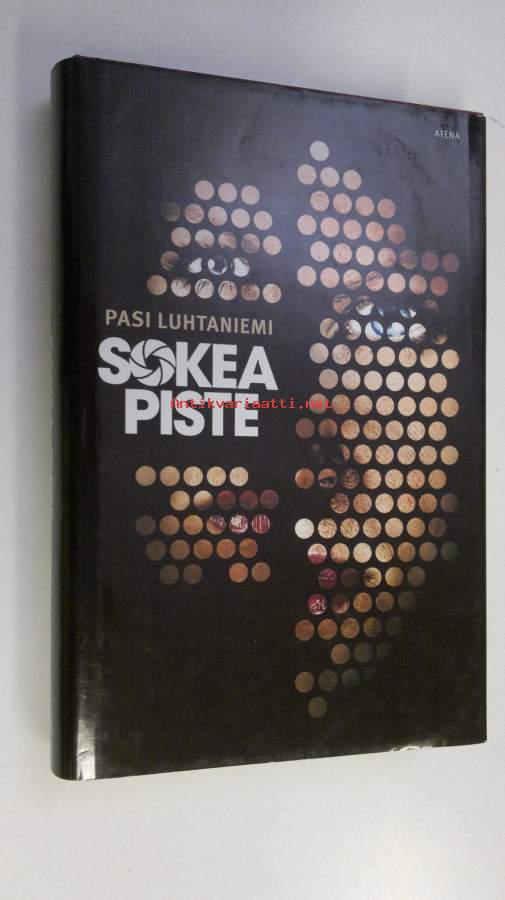 ATENA
PASI LUHTANIEMI
SOKEA
PISTE
Antikvariaatti.net